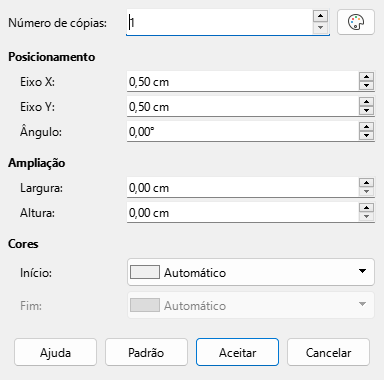 Número de cópias: 1
Posicionamento
Eixo X: 0,50 cm
Eixo Y: 0,50 cm
Ângulo: 0,00°
Ampliação
Largura: 0,00 cm
Altura: 0,00 cm
Cores
Início: Automático
Fim: Automático
Ajuda Padrão Aceitar Cancelar